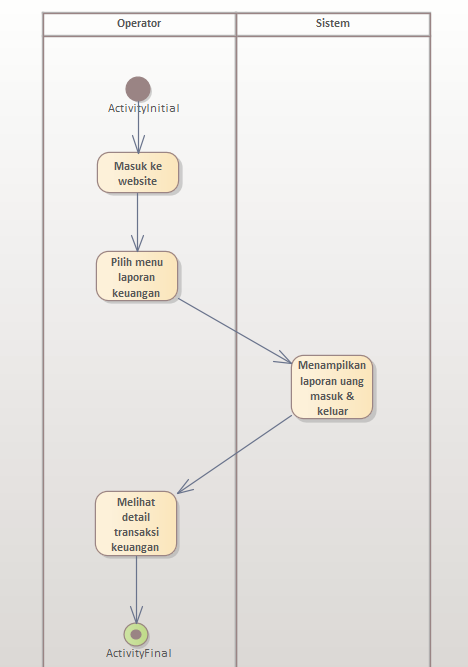 Operator
Sistem
ActivityInitial
Masuk ke
website
Pilih menu
laporan
keuangan
Menampilkan
laporan uang
masuk &
keluar
Melihat
detail
transaksi
keuangan
ActivityFinal